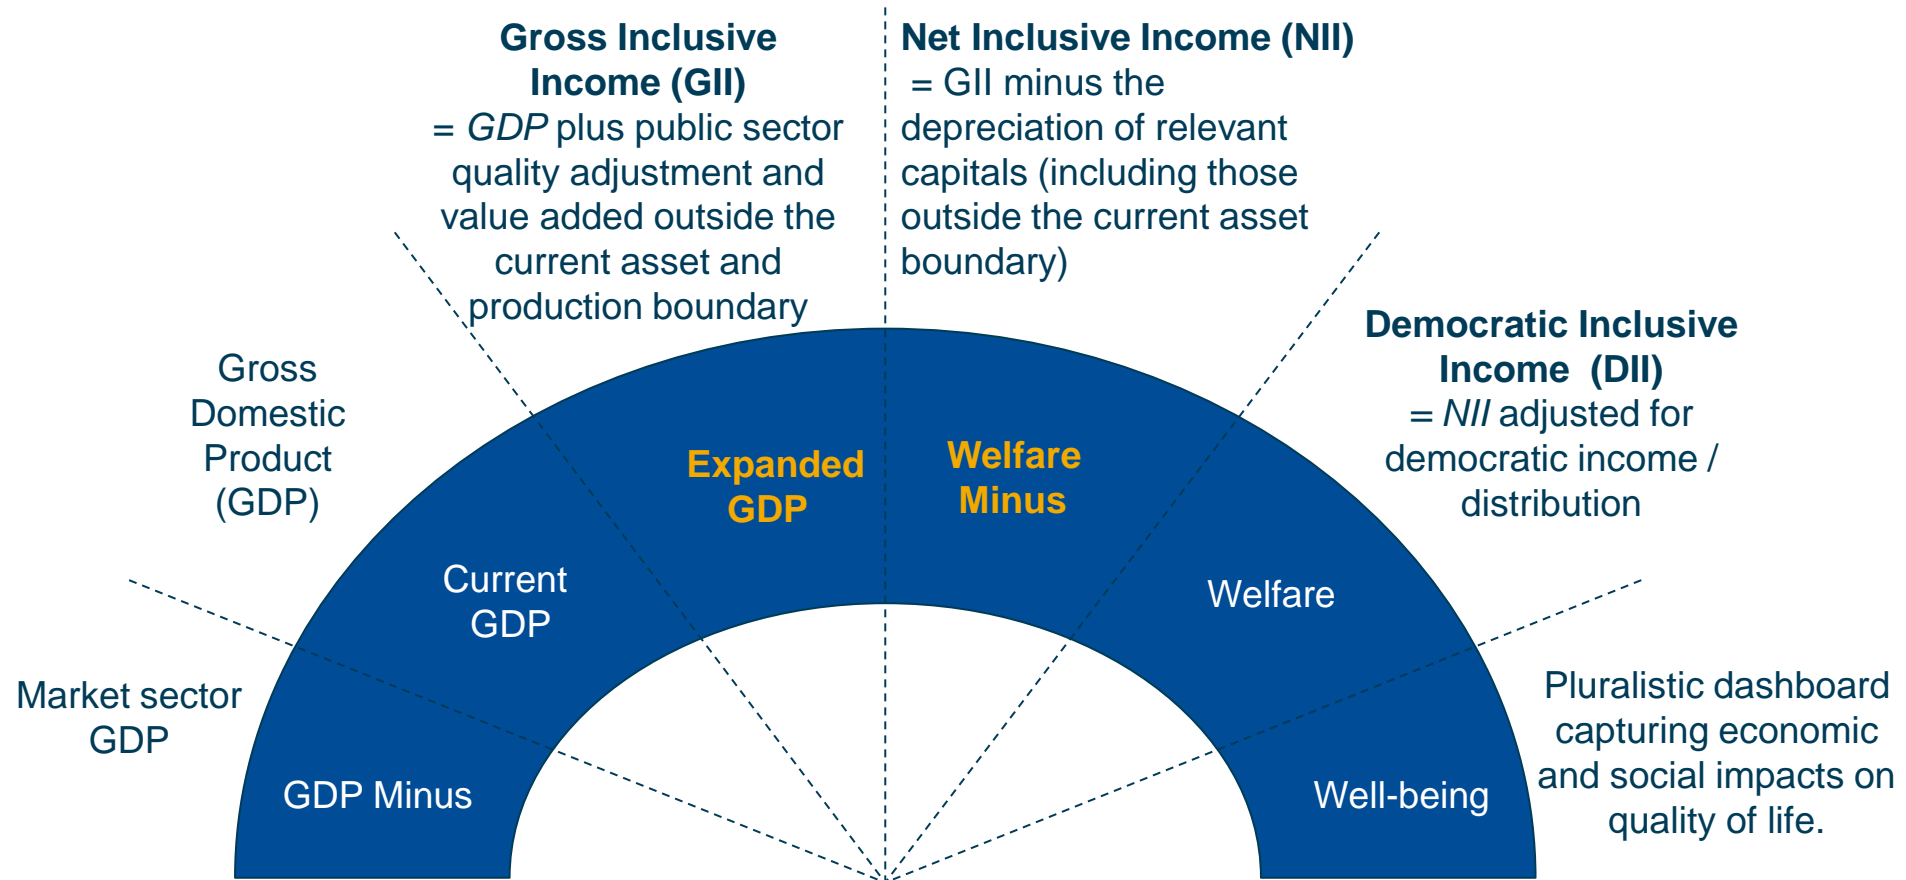 Gross Inclusive
Income (GII)
= GDP plus public sector
quality adjustment and
value added outside the
current asset and
production boundary
Net Inclusive Income (NII)
= GII minus the
depreciation of relevant
capitals (including those
outside the current asset
boundary)
Gross
Domestic
Product
(GDP)
Democratic Inclusive
Income (DII)
= NII adjusted for
democratic income /
distribution
Market sector
GDP
Pluralistic dashboard
capturing economic
and social impacts on
quality of life.
GDP Minus
Current
GDP
Expanded
GDP
Welfare
Minus
Welfare
Well-being